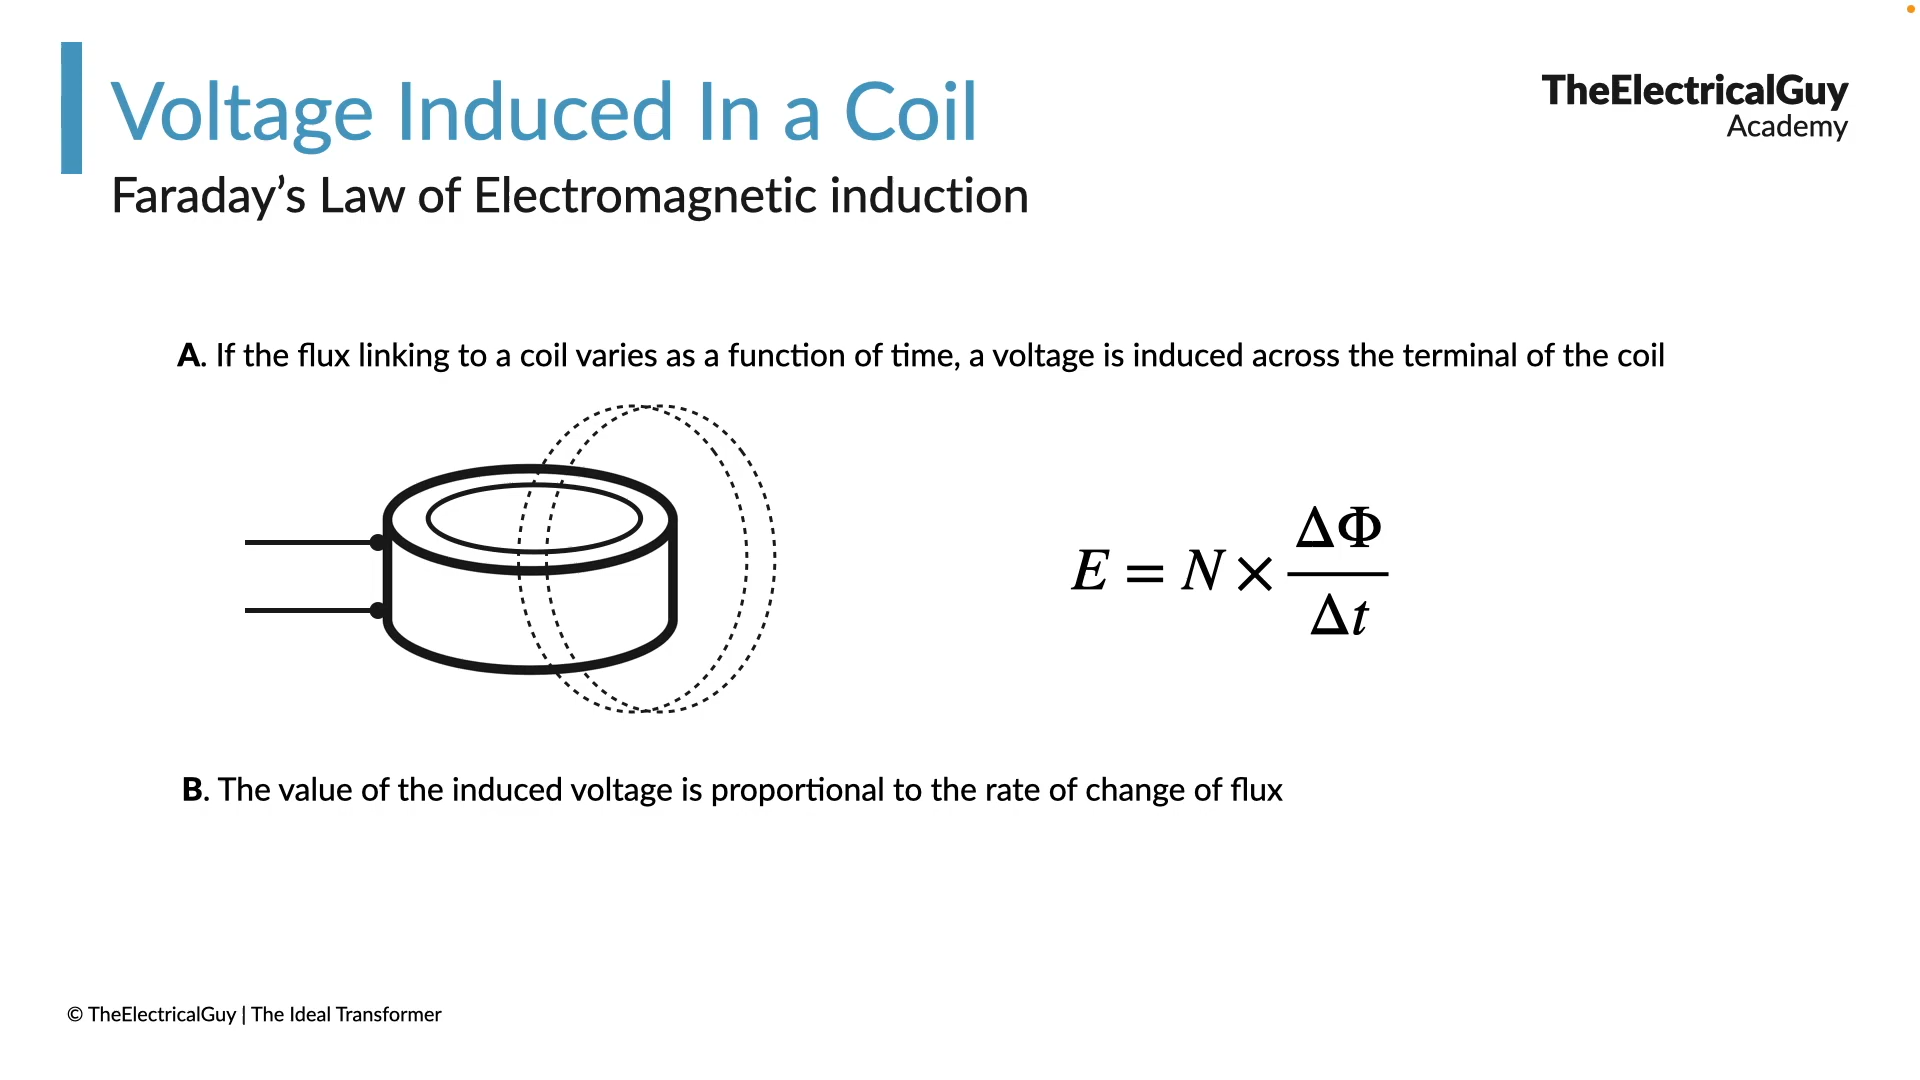 Voltage Induced In a Coil
TheElectricalGuy
Academy
Faraday’s Law of Electromagnetic induction
A. If the flux linking to a coil varies as a function of time, a voltage is induced across the terminal of the coil
E = N × ΔΦ / Δt
B. The value of the induced voltage is proportional to the rate of change of flux
© TheElectricalGuy | The Ideal Transformer